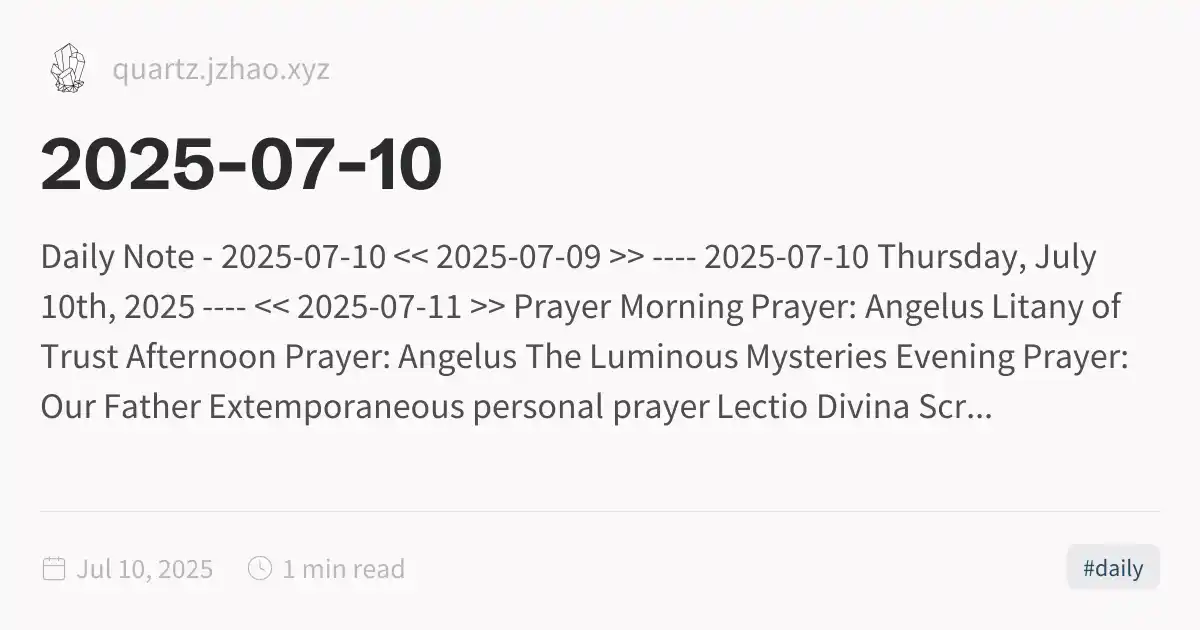 quartz.jzhao.xyz
2025-07-10
Daily Note - 2025-07-10 << 2025-07-09 >> ---- 2025-07-10 Thursday, July
10th, 2025 ---- << 2025-07-11 >> Prayer Morning Prayer: Angelus Litany of
Trust Afternoon Prayer: Angelus The Luminous Mysteries Evening Prayer:
Our Father Extemporaneous personal prayer Lectio Divina Scr...
Jul 10, 2025 1 min read #daily